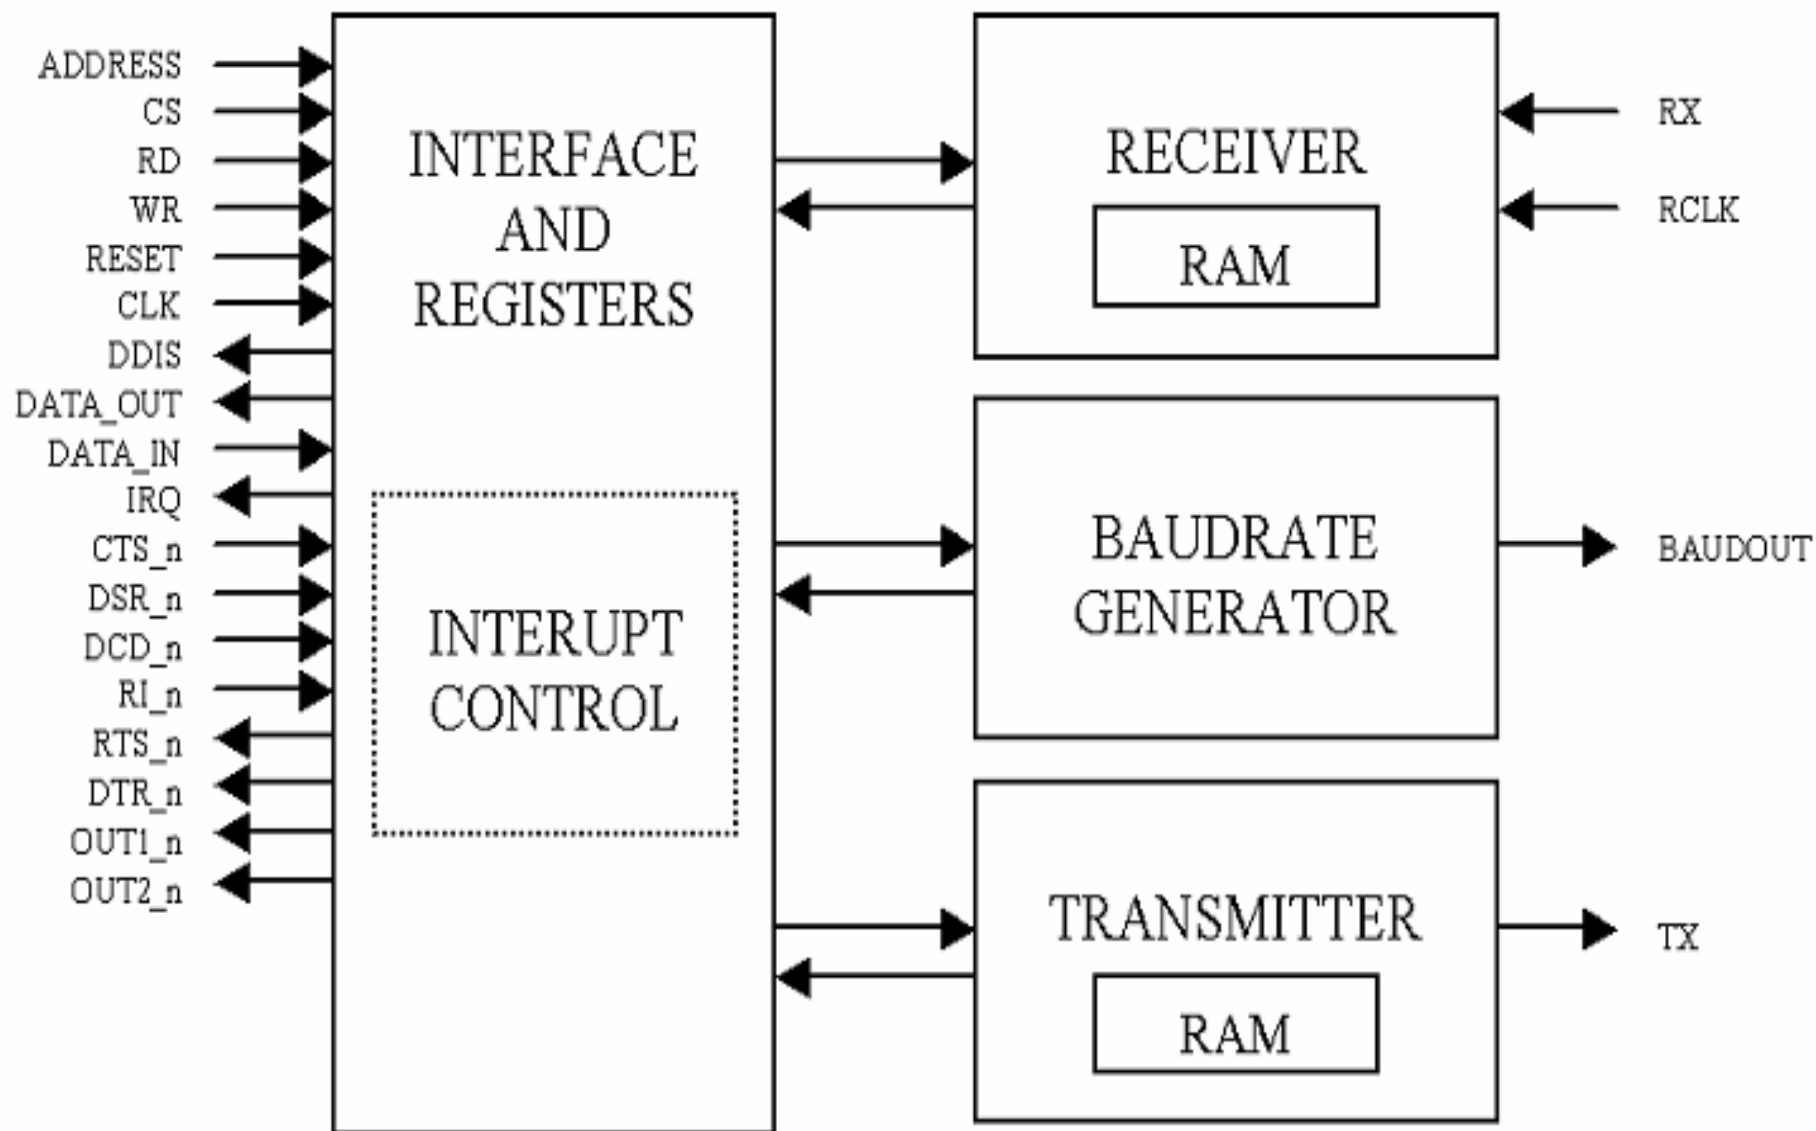 ADDRESS
CS
RD
WR
RESET
CLK
DDIS
DATA_OUT
DATA_IN
IRQ
CTS_n
DSR_n
DCD_n
RI_n
RTS_n
DTR_n
OUT1_n
OUT2_n
INTERFACE
AND
REGISTERS
INTERUPT
CONTROL
RECEIVER
RAM
BAUDRATE
GENERATOR
TRANSMITTER
RAM
RX
RCLK
BAUDOUT
TX